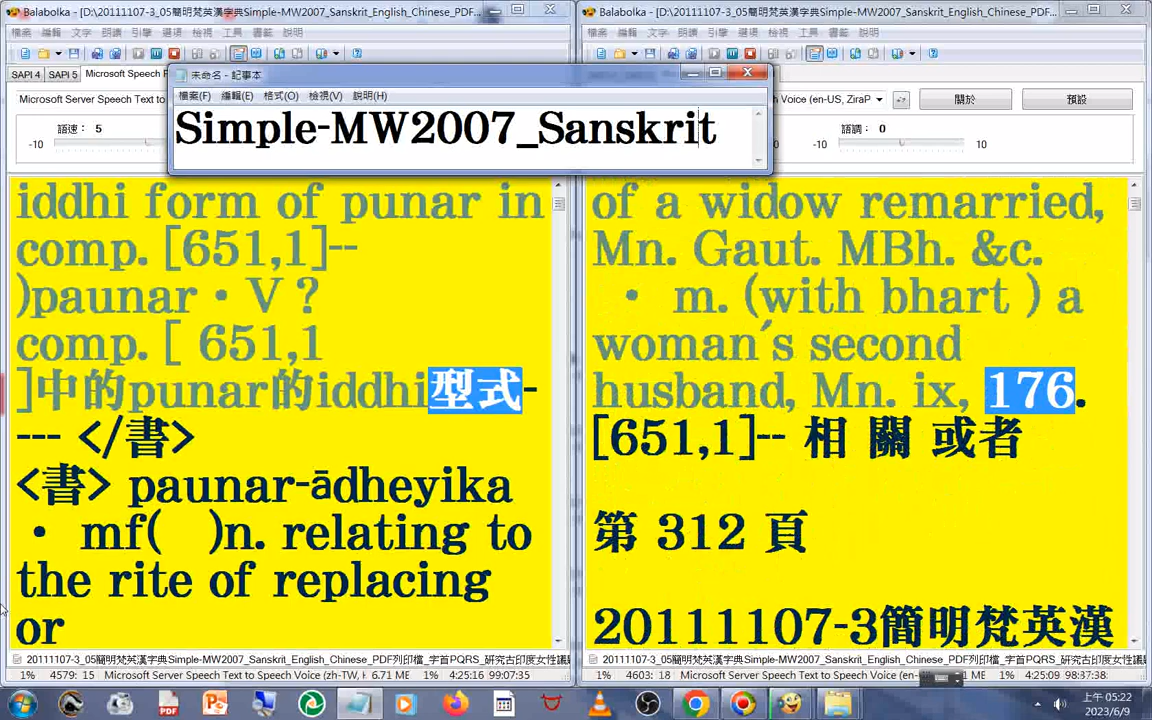 Balabolka - [D:\20111107-3_05簡明梵英漢字典Simple-MW2007_Sanskrit_English_Chinese_PDF...
檔案 編輯 文字 朗讀 引擎 選項 檢視 工具 書籤 說明
SAPI 4 SAPI 5 Microsoft Speech P
Microsoft Server Speech Text to
語速： 5
-10
iddhi form of punar in
comp. [651,1]--
)paunar • V ?
comp. [ 651,1
]中的punar的iddhi型式-
--- </書>
<書> paunar-ādheyika
• mf( )n. relating to
the rite of replacing
or
20111107-3_05簡明梵英漢字典Simple-MW2007_Sanskrit_English_Chinese_PDF列印檔_字首PQRS_研究古印度女性議
1% 4579: 15 Microsoft Server Speech Text to Speech Voice (zh-TW, H 6.71 ME 1% 4:25:16 99:07:35
未命名 - 記事本
檔案(F) 編輯(E) 格式(O) 檢視(V) 說明(H)
Simple-MW2007_Sanskrit
Balabolka - [D:\20111107-3_05簡明梵英漢字典Simple-MW2007_Sanskrit_English_Chinese_PDF...
檔案 編輯 文字 朗讀 引擎 選項 檢視 工具 書籤 說明
Voice (en-US, ZiraP
關於
預設
語調： 0
-10
10
of a widow remarried,
Mn. Gaut. MBh. &c.
• m. (with bhart ) a
woman's second
husband, Mn. ix, 176.
[651,1]-- 相 關 或者
第 312 頁
20111107-3簡明梵英漢
20111107-3_05簡明梵英漢字典Simple-MW2007_Sanskrit_English_Chinese_PDF列印檔_字首PQRS_研究古印度女性議
1% 4603: 18 Microsoft Server Speech Text to Speech Voice (en-US, 1% 4:25:09 98:37:38
PDF
上午 05:22
2023/6/9